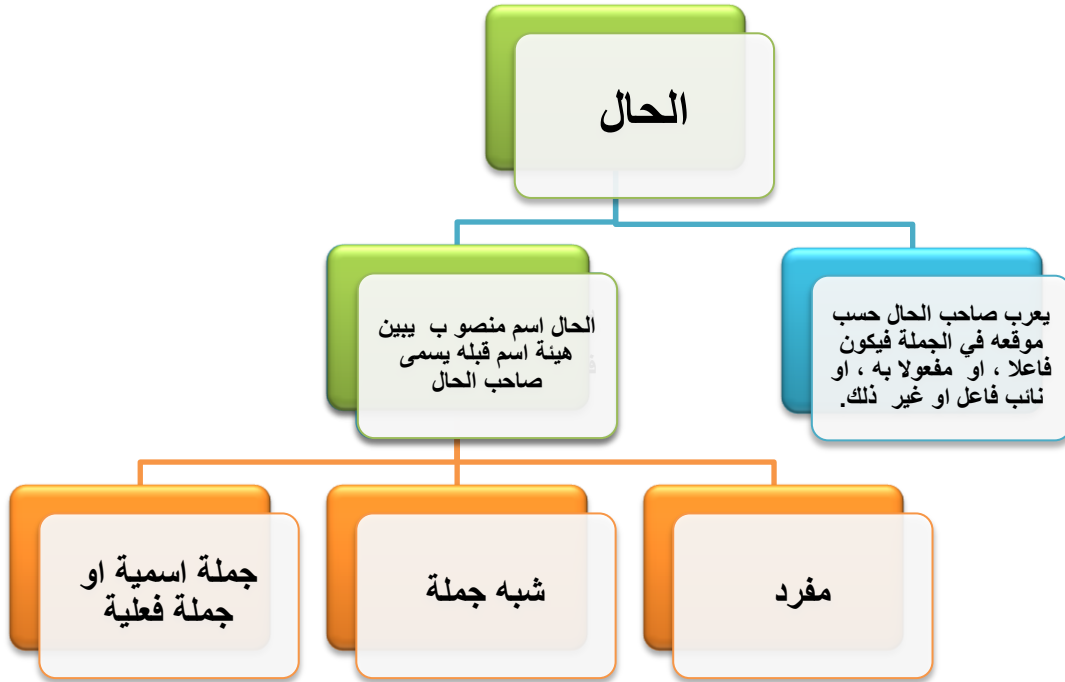 الحال
يعرب صاحب الحال حسب
موقعه في الجملة فيكون
فاعلا ، او مفعولا به ، او
نائب فاعل او غير ذلك.
الحال اسم منصو ب يبين
هيئة اسم قبله يسمى
صاحب الحال
مفرد
شبه جملة
جملة اسمية او
جملة فعلية